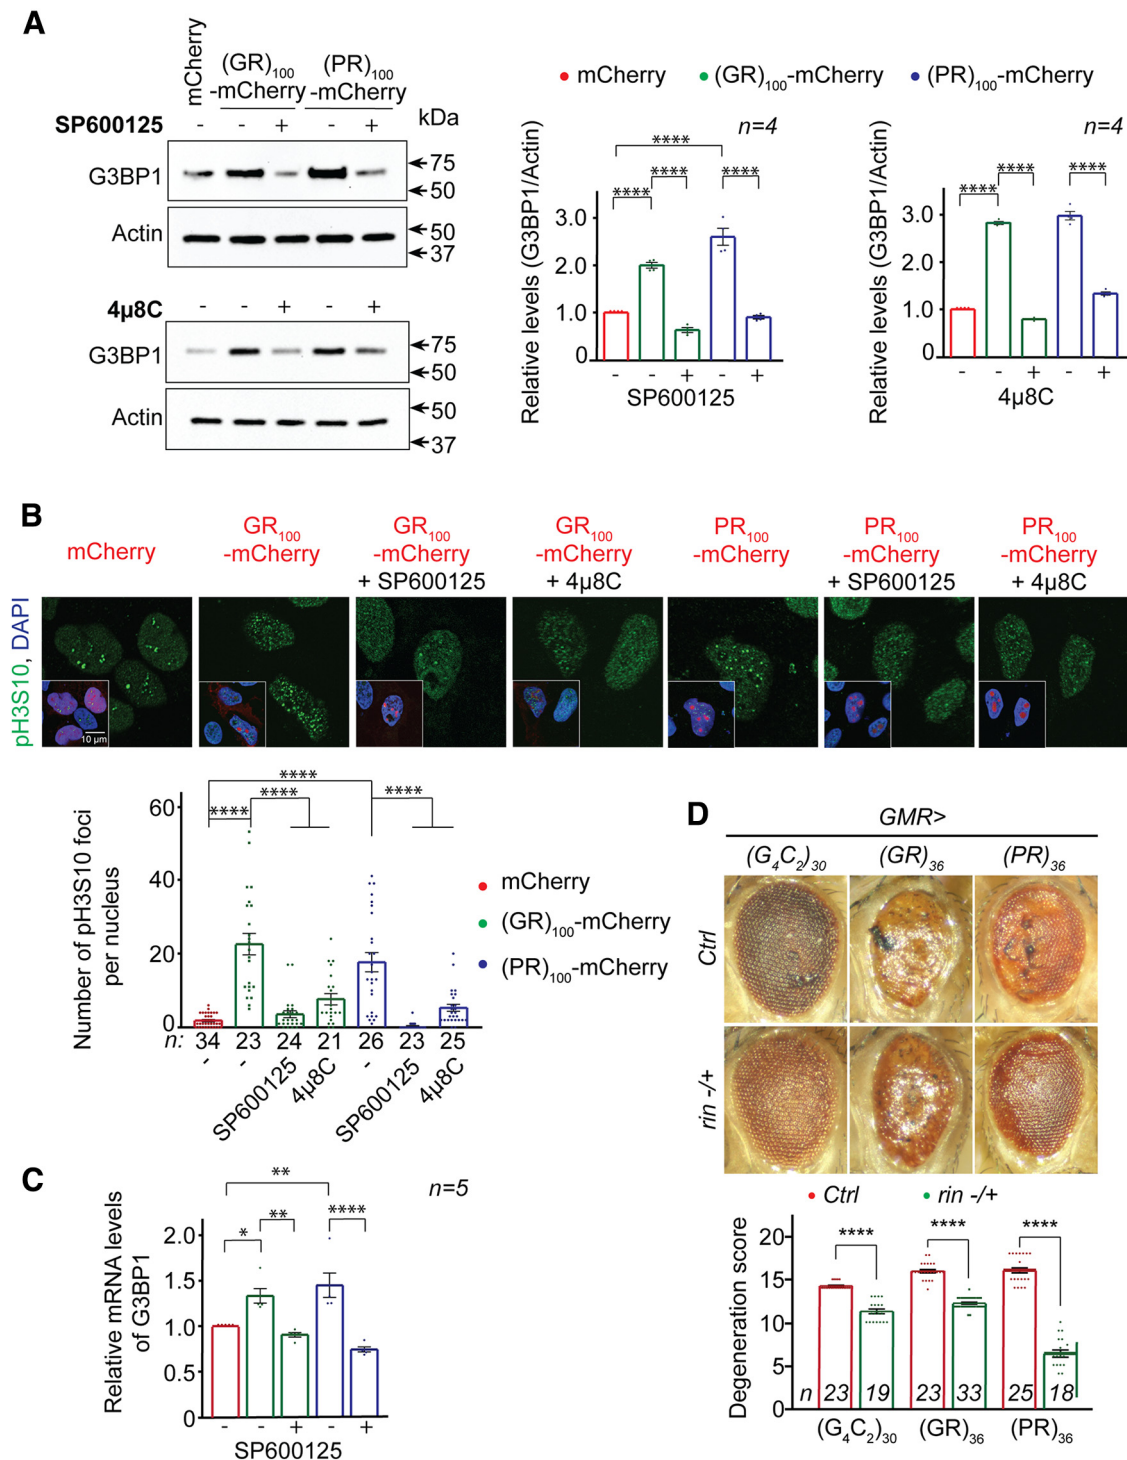 A
mCherry
(GR)100 -mCherry
(PR)100 -mCherry
SP600125 - - + - + kDa
G3BP1
75
50
Actin
50
37
4µ8C - - + - +
G3BP1
75
50
Actin
50
37
mCherry (GR)100-mCherry (PR)100-mCherry
n=4
**** **** **** ****
Relative levels (G3BP1/Actin)
3.0
2.0
1.0
0
- - + - +
SP600125
n=4
**** **** ****
Relative levels (G3BP1/Actin)
3.0
2.0
1.0
0
- - + - +
4µ8C
B
mCherry
GR100 -mCherry
GR100 -mCherry + SP600125
GR100 -mCherry + 4µ8C
PR100 -mCherry
PR100 -mCherry + SP600125
PR100 -mCherry + 4µ8C
pH3S10, DAPI
10 µm
**** **** **** ****
Number of pH3S10 foci
per nucleus
60
40
20
0
n: 34 23 24 21 26 23 25
- - SP600125 4µ8C - SP600125 4µ8C
mCherry
(GR)100-mCherry
(PR)100-mCherry
C
n=5
** * ** ****
Relative mRNA levels
of G3BP1
2.0
1.5
1.0
0.5
0
- - + - +
SP600125
D
GMR>
(G4C2)30 (GR)36 (PR)36
Ctrl
rin -/+
Ctrl rin -/+
**** **** ****
Degeneration score
20
15
10
5
0
n 23 19 23 33 25 18
(G4C2)30 (GR)36 (PR)36